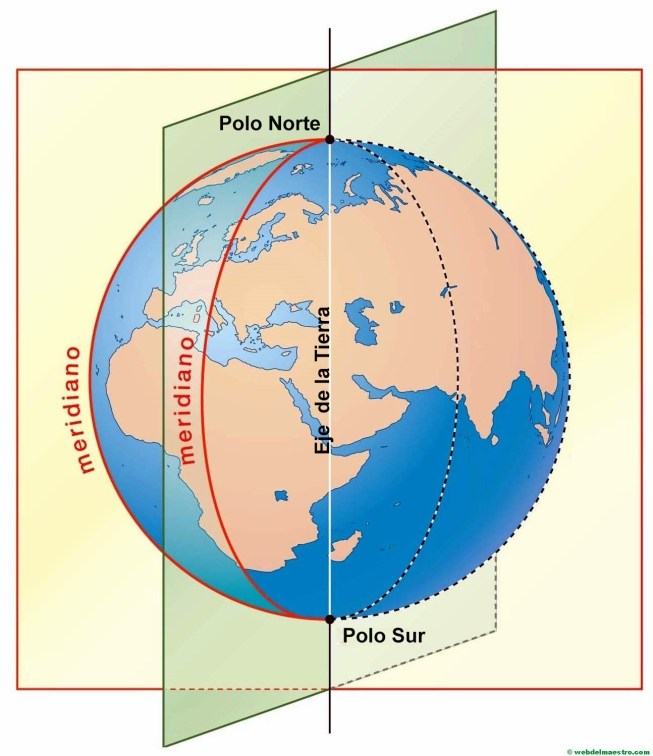 Polo Norte
Eje de la Tierra
meridiano
meridiano
Polo Sur
© webdelmaestro.com